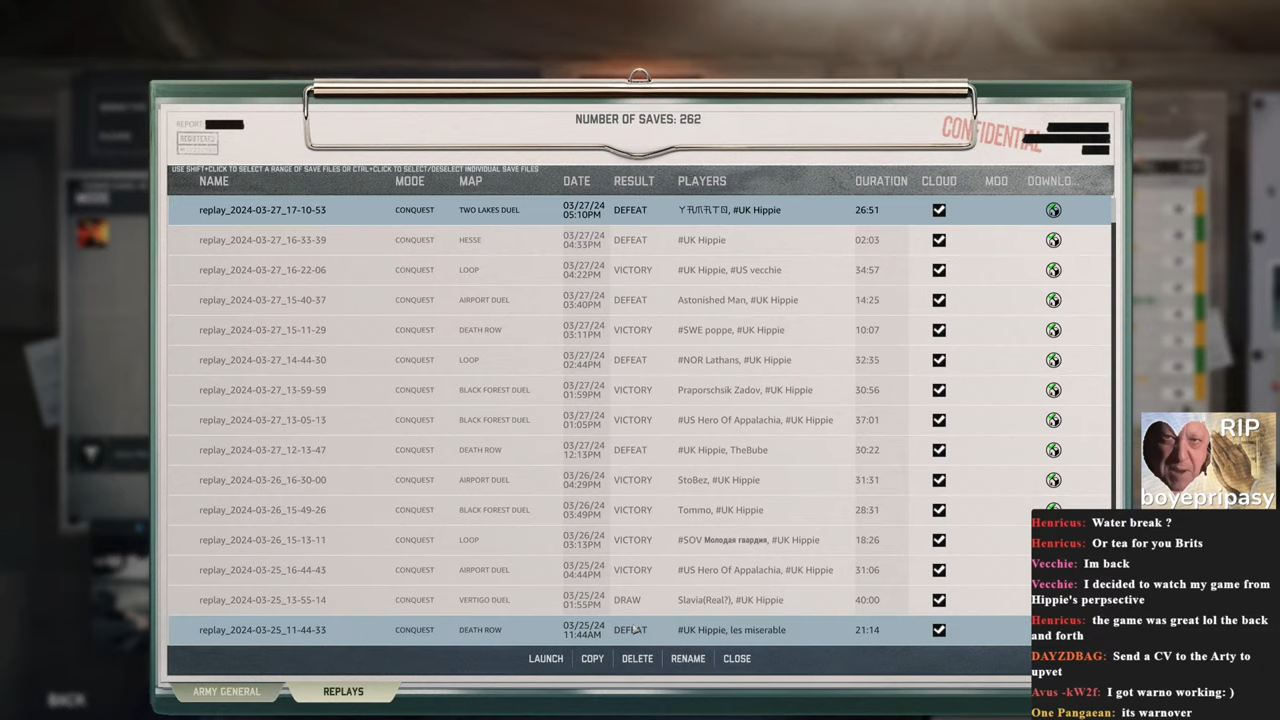 NUMBER OF SAVES: 262
REPORT:
REGISTERED
CONFIDENTIAL
USE SHIFT+CLICK TO SELECT A RANGE OF SAVE FILES OR CTRL+CLICK TO SELECT/DESELECT INDIVIDUAL SAVE FILES
NAME MODE MAP DATE RESULT PLAYERS DURATION CLOUD MOD DOWNLO...
replay_2024-03-27_17-10-53 CONQUEST TWO LAKES DUEL 03/27/24 05:10PM DEFEAT #UK Hippie 26:51
replay_2024-03-27_16-33-39 CONQUEST HESSE 03/27/24 04:33PM DEFEAT #UK Hippie 02:03
replay_2024-03-27_16-22-06 CONQUEST LOOP 03/27/24 04:22PM VICTORY #UK Hippie, #US vecchie 34:57
replay_2024-03-27_15-40-37 CONQUEST AIRPORT DUEL 03/27/24 03:40PM DEFEAT Astonished Man, #UK Hippie 14:25
replay_2024-03-27_15-11-29 CONQUEST DEATH ROW 03/27/24 03:11PM VICTORY #SWE poppe, #UK Hippie 10:07
replay_2024-03-27_14-44-30 CONQUEST LOOP 03/27/24 02:44PM DEFEAT #NOR Lathans, #UK Hippie 32:35
replay_2024-03-27_13-59-59 CONQUEST BLACK FOREST DUEL 03/27/24 01:59PM VICTORY Praporschsik Zadov, #UK Hippie 30:56
replay_2024-03-27_13-05-13 CONQUEST BLACK FOREST DUEL 03/27/24 01:05PM VICTORY #US Hero Of Appalachia, #UK Hippie 37:01
replay_2024-03-27_12-13-47 CONQUEST DEATH ROW 03/27/24 12:13PM DEFEAT #UK Hippie, TheBube 30:22
replay_2024-03-26_16-30-00 CONQUEST AIRPORT DUEL 03/26/24 04:29PM VICTORY StoBez, #UK Hippie 31:31
replay_2024-03-26_15-49-26 CONQUEST BLACK FOREST DUEL 03/26/24 03:49PM VICTORY Tommo, #UK Hippie 28:31
replay_2024-03-26_15-13-11 CONQUEST LOOP 03/26/24 03:13PM VICTORY #SOV Молодая гвардия, #UK Hippie 18:26
replay_2024-03-25_16-44-43 CONQUEST AIRPORT DUEL 03/25/24 04:44PM VICTORY #US Hero Of Appalachia, #UK Hippie 31:06
replay_2024-03-25_13-55-14 CONQUEST VERTIGO DUEL 03/25/24 01:55PM DRAW Slavia(Real?), #UK Hippie 40:00
replay_2024-03-25_11-44-33 CONQUEST DEATH ROW 03/25/24 11:44AM DEFEAT #UK Hippie, les miserable 21:14
LAUNCH COPY DELETE RENAME CLOSE
ARMY GENERAL REPLAYS
BACK
RIP
boyepripasy
Henricus: Water break ?
Henricus: Or tea for you Brits
Vecchie: Im back
Vecchie: I decided to watch my game from
Hippie's perpsective
Henricus: the game was great lol the back
and forth
DAYZDBAG: Send a CV to the Arty to
upvet
Avus -kW2f: I got warno working: )
One Pangaean: its warnover